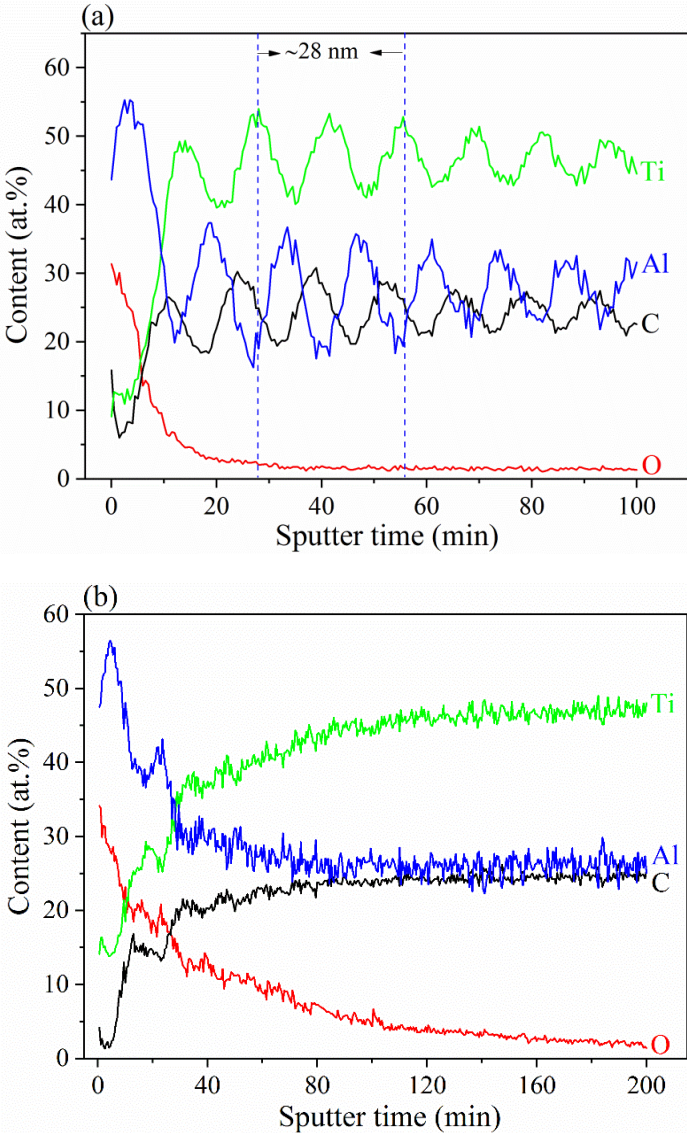 (a)
~28 nm
60
50
40
30
20
10
0
Content (at.%)
Ti
Al
C
O
0 20 40 60 80 100
Sputter time (min)
(b)
60
50
40
30
20
10
0
Content (at.%)
Ti
Al
C
O
0 40 80 120 160 200
Sputter time (min)